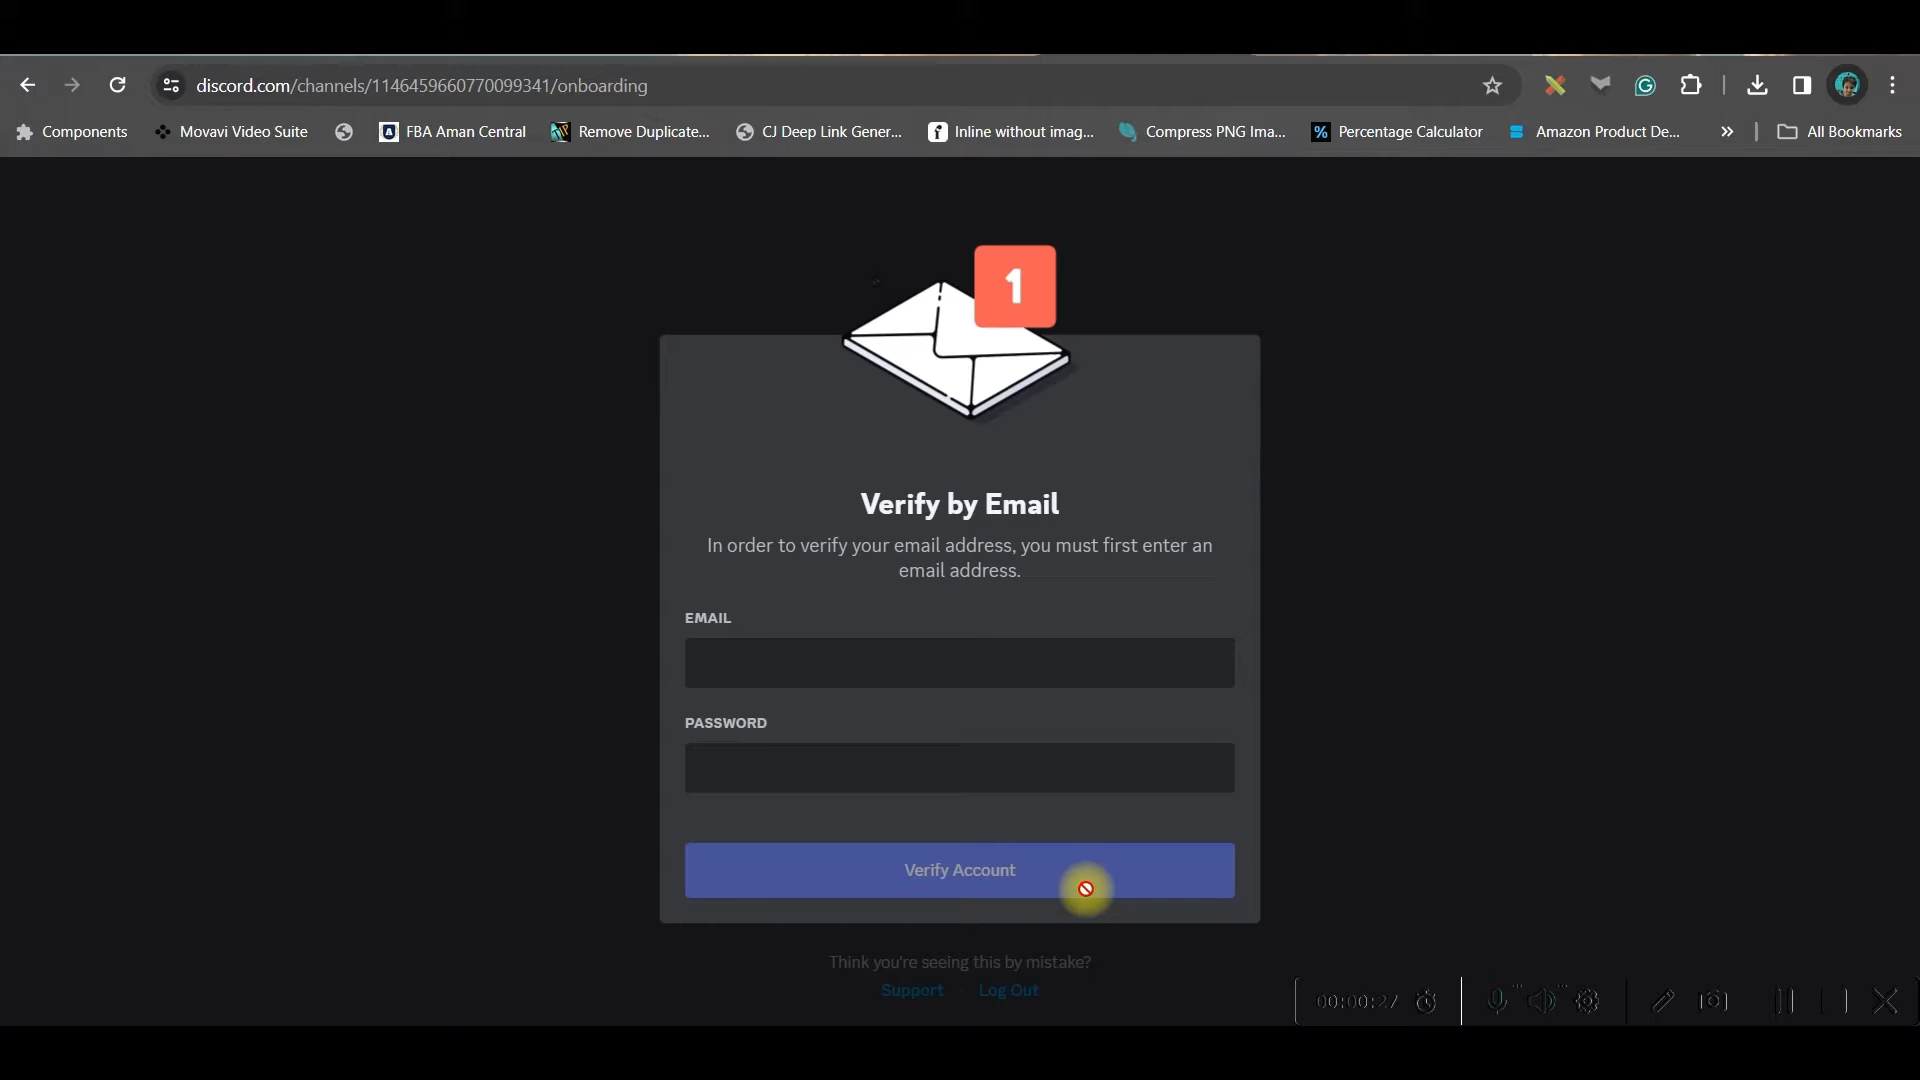 discord.com/channels/1146459660770099341/onboarding
Components
Movavi Video Suite
FBA Aman Central
Remove Duplicate...
CJ Deep Link Gener...
Inline without imag...
Compress PNG Ima...
% Percentage Calculator
Amazon Product De...
»
All Bookmarks
1
Verify by Email
In order to verify your email address, you must first enter an
email address.
EMAIL
PASSWORD
Verify Account
Think you're seeing this by mistake?
Support
Log Out
00:00:27